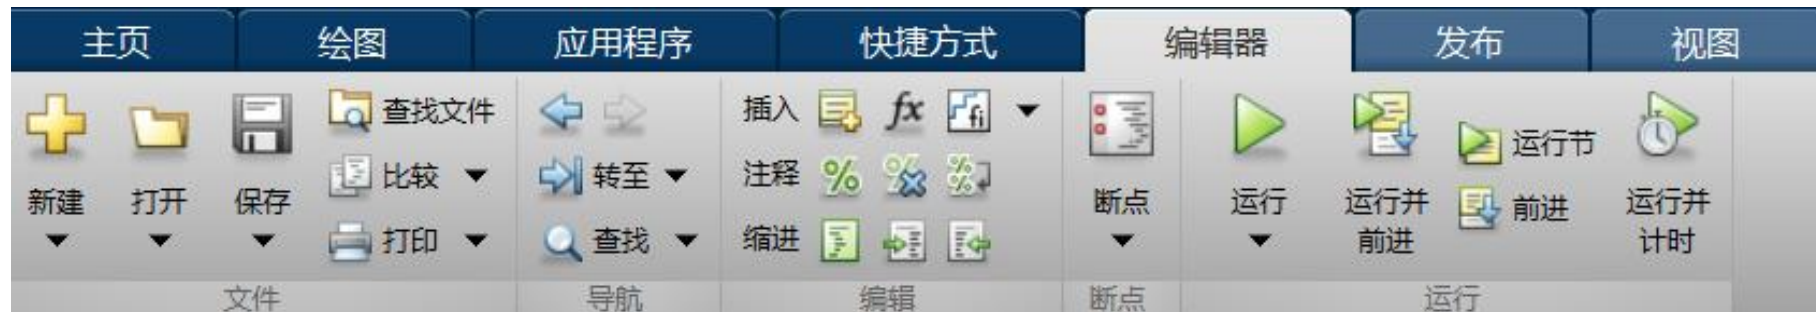 主页 绘图 应用程序 快捷方式 编辑器 发布 视图
查找文件 插入 fx fi
新建 打开 保存 比较 转至 注释 % % % 断点 运行 运行并前进 运行节 前进 运行并计时
打印 查找 缩进
文件 导航 编辑 断点 运行